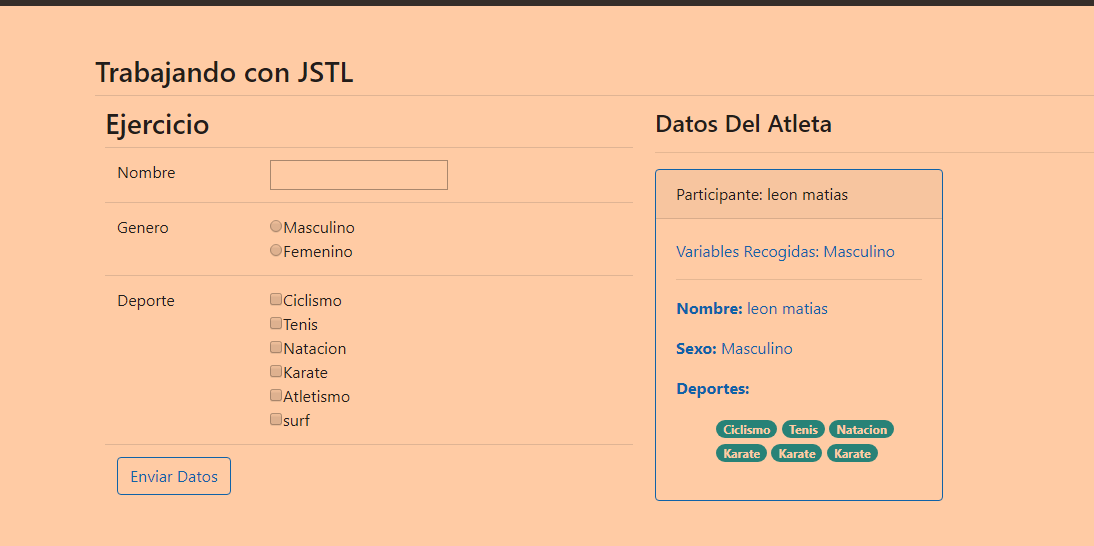 Trabajando con JSTL
Ejercicio
Nombre
Genero
Masculino
Femenino
Deporte
Ciclismo
Tenis
Natacion
Karate
Atletismo
surf
Enviar Datos
Datos Del Atleta
Participante: leon matias
Variables Recogidas: Masculino
Nombre: leon matias
Sexo: Masculino
Deportes:
Ciclismo Tenis Natacion
Karate Karate Karate